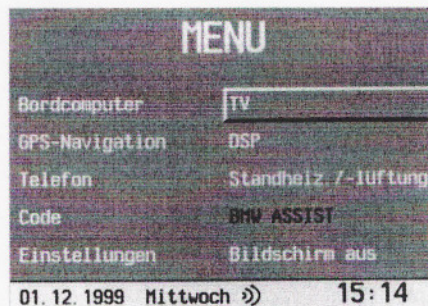 MENU
Bordcomputer TV
GPS-Navigation DSP
Telefon Standheiz./-lüftung
Code BMW ASSIST
Einstellungen Bildschirm aus
01.12.1999 Mittwoch 15:14